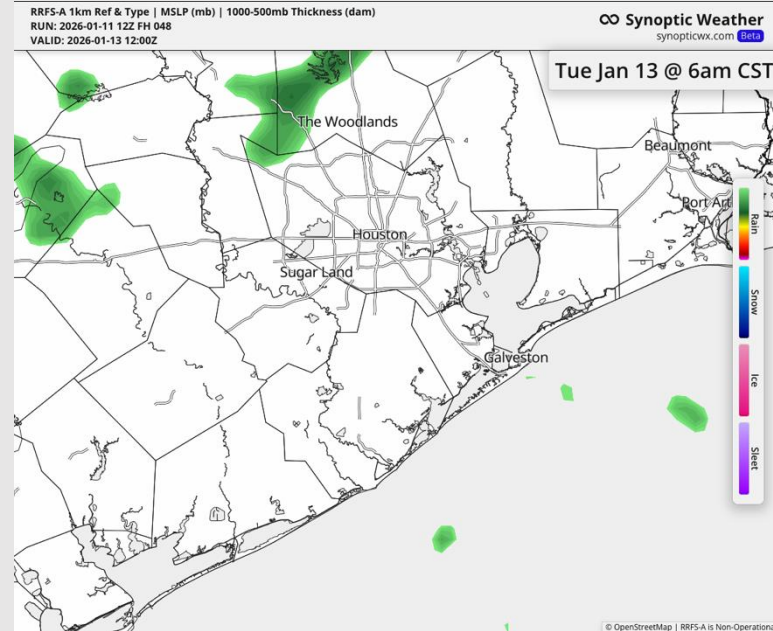 RRFS-A 1km Ref & Type | MSLP (mb) | 1000-500mb Thickness (dam)
RUN: 2026-01-11 12Z FH 048
VALID: 2026-01-13 12:00Z
Synoptic Weather
synopticwx.com Beta
Tue Jan 13 @ 6am CST
The Woodlands
Beaumont
Port Art
Houston
Sugar Land
Galveston
Rain
Snow
Ice
Sleet
© OpenStreetMap | RRFS-A is Non-Operationa